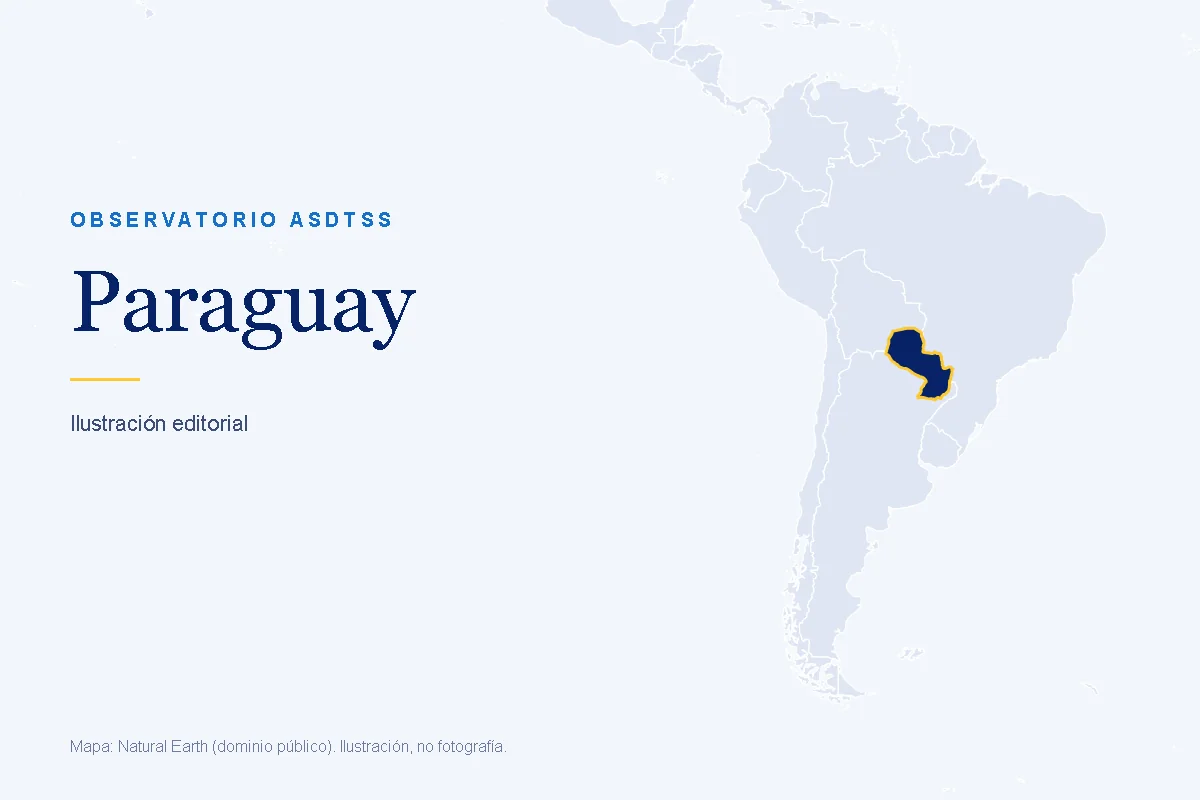 OBSERVATORIO ASDTSS
Paraguay
Ilustración editorial
Mapa: Natural Earth (dominio público). Ilustración, no fotografía.